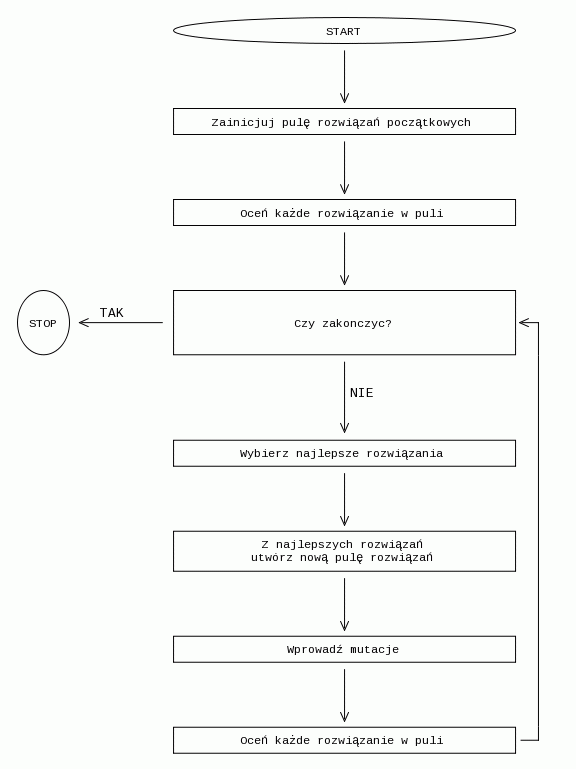 START
Zainicjuj pulę rozwiązań początkowych
Oceń każde rozwiązanie w puli
TAK
STOP
Czy zakonczyc?
NIE
Wybierz najlepsze rozwiązania
Z najlepszych rozwiązań
utwórz nową pulę rozwiązań
Wprowadź mutacje
Oceń każde rozwiązanie w puli